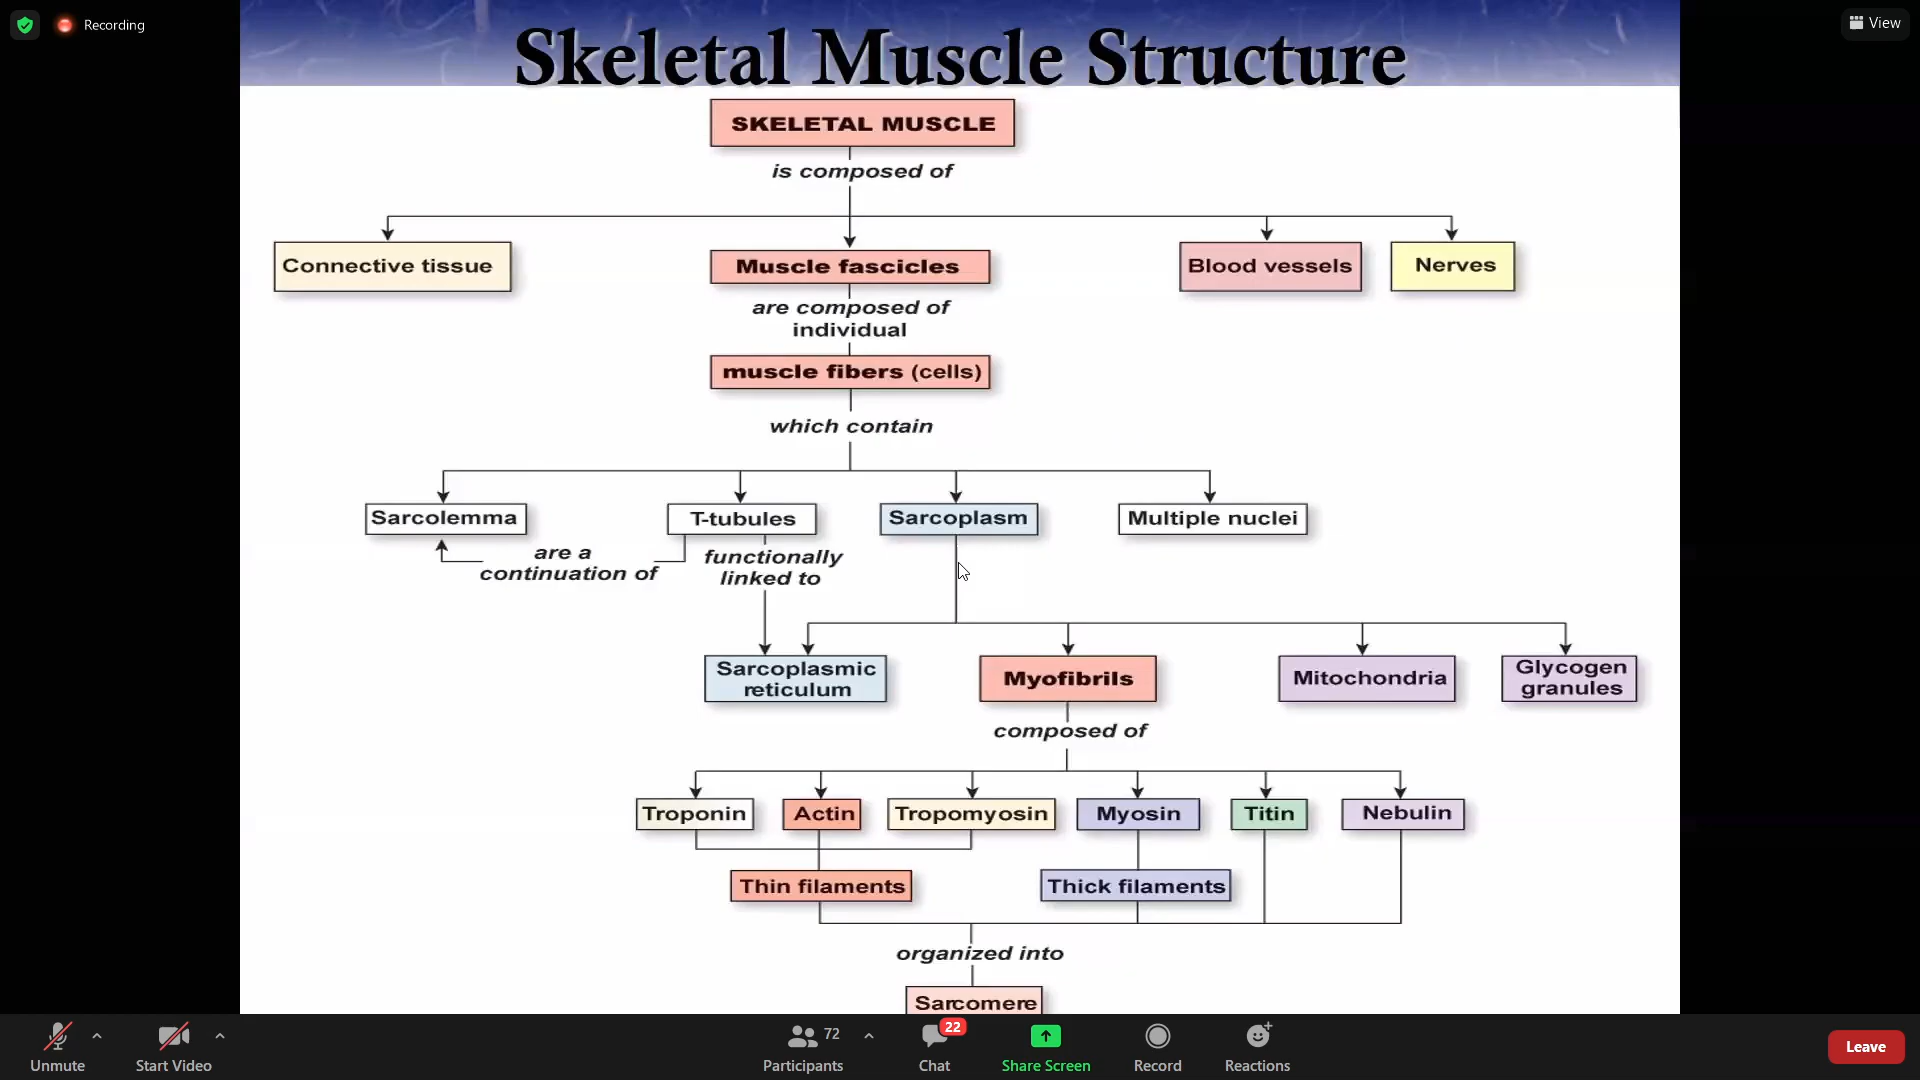 Recording
View
Skeletal Muscle Structure
SKELETAL MUSCLE
is composed of
Connective tissue
Muscle fascicles
Blood vessels
Nerves
are composed of
individual
muscle fibers (cells)
which contain
Sarcolemma
T-tubules
Sarcoplasm
Multiple nuclei
are a
continuation of
functionally
linked to
Sarcoplasmic
reticulum
Myofibrils
Mitochondria
Glycogen
granules
composed of
Troponin
Actin
Tropomyosin
Myosin
Titin
Nebulin
Thin filaments
Thick filaments
organized into
Sarcomere
Unmute
Start Video
72
Participants
22
Chat
Share Screen
Record
Reactions
Leave